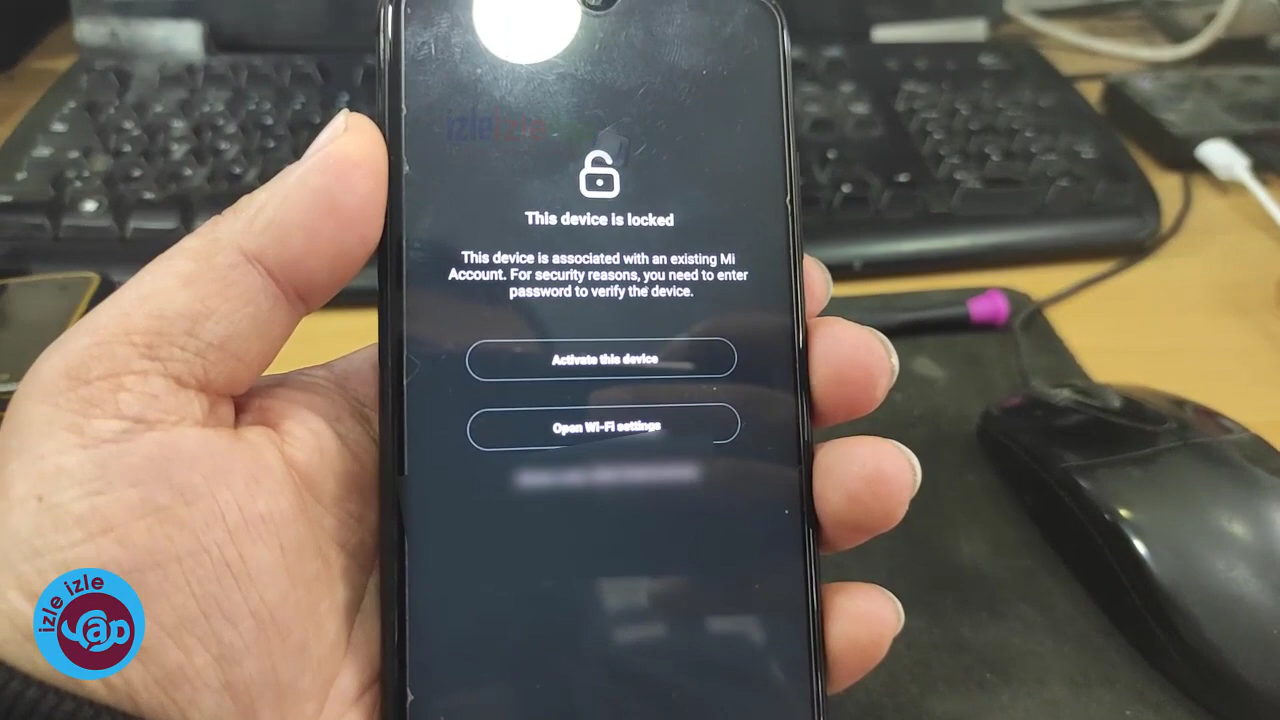 izleizle
This device is locked
This device is associated with an existing Mi
Account. For security reasons, you need to enter
password to verify the device.
Activate this device
Open Wi-Fi settings
izle izle
yap